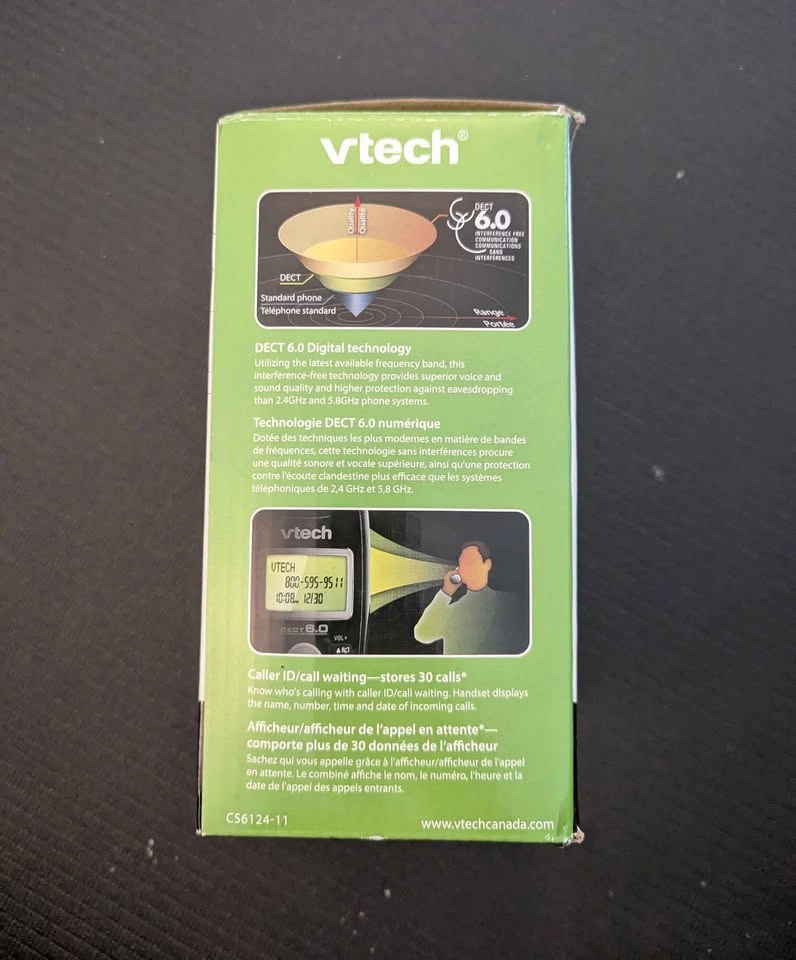 vtech®
Quality
Qualité
DECT
6.0
INTERFERENCE FREE
COMMUNICATION
COMMUNICATIONS
SANS
INTERFÉRENCES
DECT
Standard phone
Téléphone standard
Range
Portée
DECT 6.0 Digital technology
Utilizing the latest available frequency band, this
interference-free technology provides superior voice and
sound quality and higher protection against eavesdropping
than 2.4GHz and 5.8GHz phone systems.
Technologie DECT 6.0 numérique
Dotée des techniques les plus modernes en matière de bandes
de fréquences, cette technologie sans interférences procure
une qualité sonore et vocale supérieure, ainsi qu'une protection
contre l'écoute clandestine plus efficace que les systèmes
téléphoniques de 2,4 GHz et 5,8 GHz.
vtech
VTECH
800-595-9511
10:08 12/30
DECT 6.0
VOL+
Caller ID/call waiting—stores 30 calls*
Know who's calling with caller ID/call waiting. Handset displays
the name, number, time and date of incoming calls.
Afficheur/afficheur de l'appel en attente*—
comporte plus de 30 données de l'afficheur
Sachez qui vous appelle grâce à l'afficheur/afficheur de l'appel
en attente. Le combiné affiche le nom, le numéro, l'heure et la
date de l'appel des appels entrants.
CS6124-11
www.vtechcanada.com